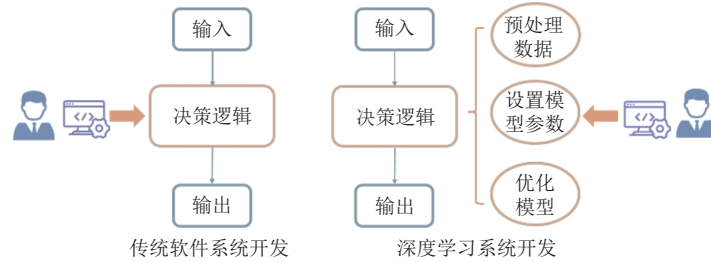 输入
决策逻辑
</>
输出
传统软件系统开发
输入
决策逻辑
输出
预处理
数据
设置模
型参数
优化
模型
</>
深度学习系统开发